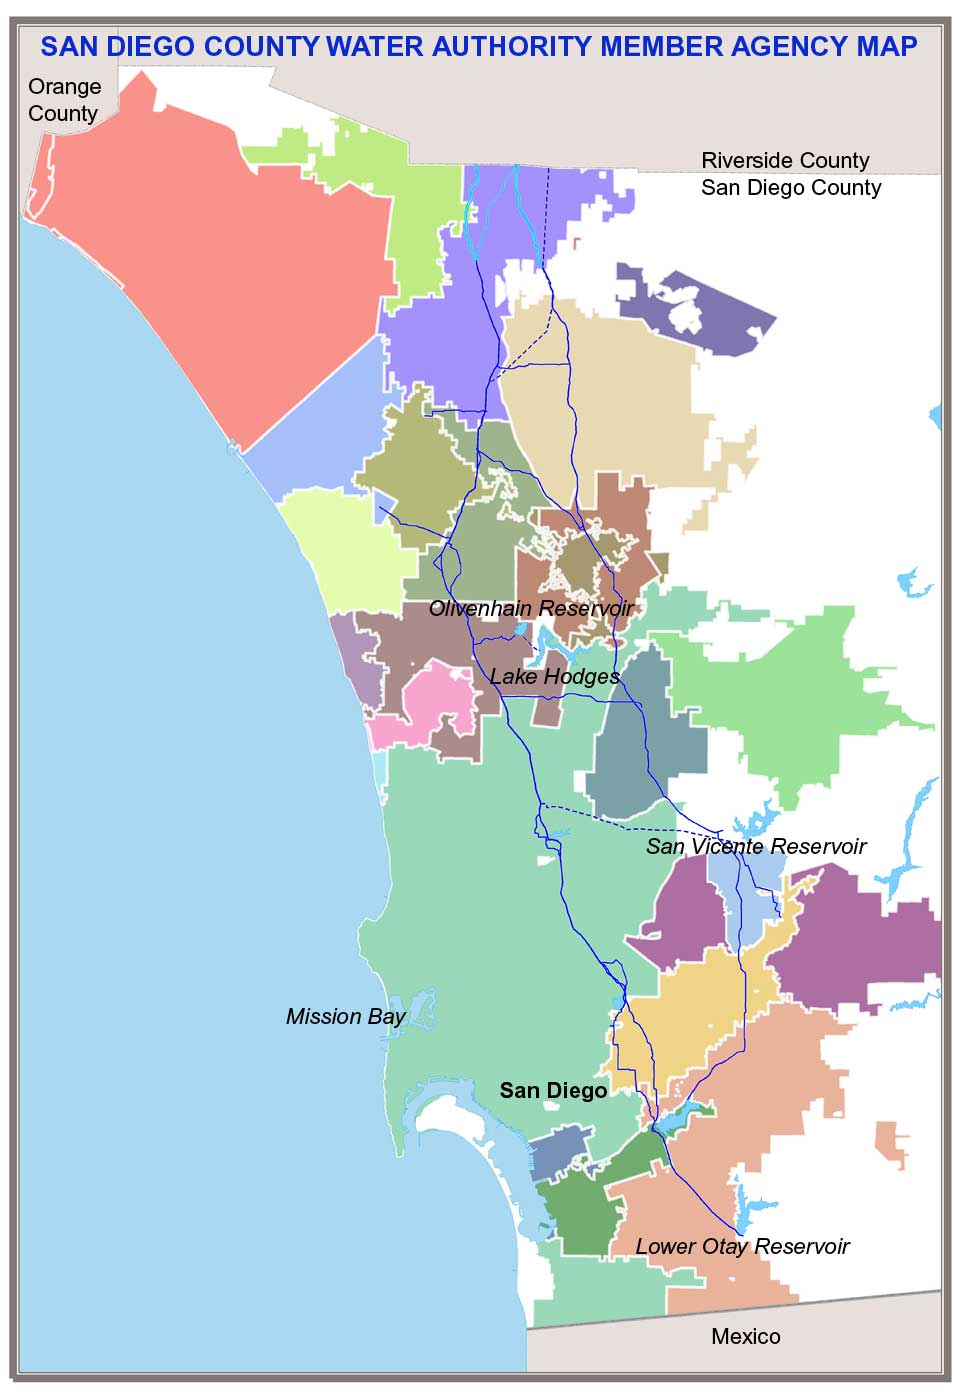 SAN DIEGO COUNTY WATER AUTHORITY MEMBER AGENCY MAP
Orange
County
Riverside County
San Diego County
Olivenhain Reservoir
Lake Hodges
San Vicente Reservoir
Mission Bay
San Diego
Lower Otay Reservoir
Mexico